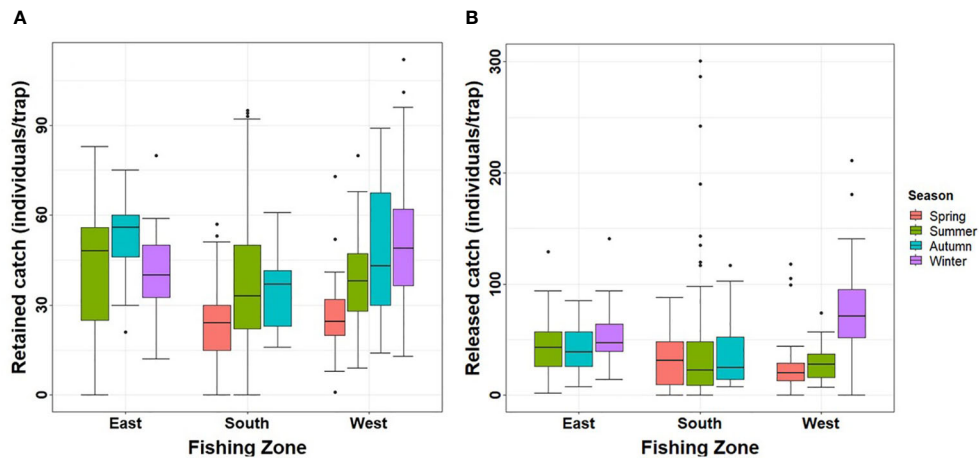 A
Retained catch (individuals/trap)
90
60
30
0
East South West
Fishing Zone
B
Released catch (individuals/trap)
300
200
100
0
East South West
Fishing Zone
Season
Spring
Summer
Autumn
Winter